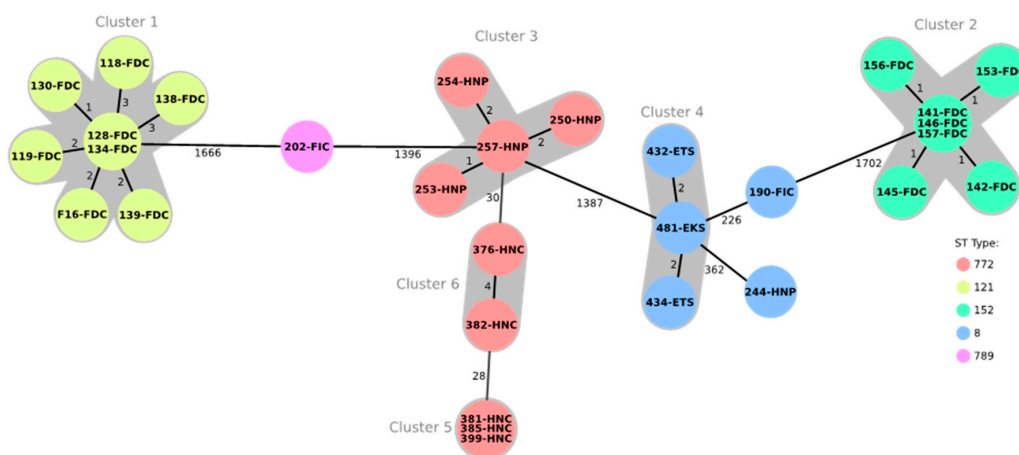 Cluster 1
118-FDC
130-FDC
138-FDC
1
3
3
128-FDC
134-FDC
119-FDC
2
2
2
F16-FDC
139-FDC
1666
202-FIC
1396
Cluster 3
254-HNP
2
250-HNP
2
257-HNP
1
253-HNP
30
1387
376-HNC
Cluster 6
4
382-HNC
28
381-HNC
385-HNC
399-HNC
Cluster 5
Cluster 4
432-ETS
2
481-EKS
2
434-ETS
226
190-FIC
362
244-HNP
1702
Cluster 2
156-FDC
153-FD
1
1
141-FDC
146-FDC
157-FDC
1
1
145-FDC
142-FDC
ST Type:
772
121
152
8
789